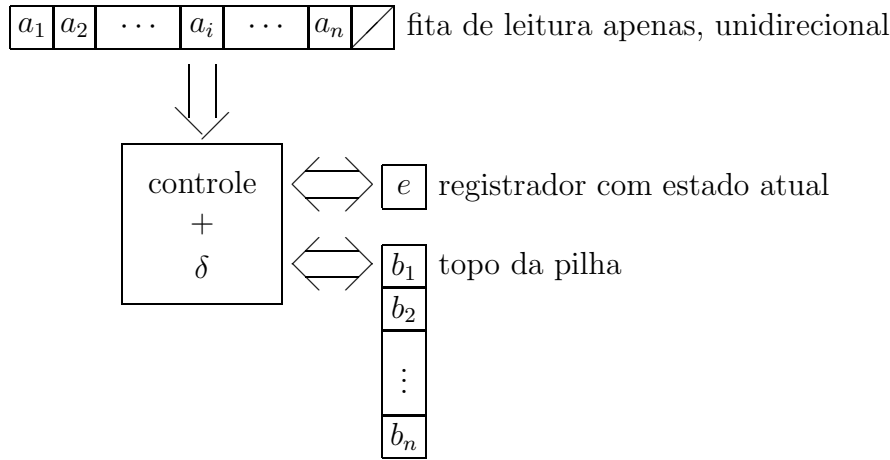 a₁ a₂ ⋯ aᵢ ⋯ aₙ fita de leitura apenas, unidirecional
controle
+
δ
e registrador com estado atual
b₁ topo da pilha
b₂
⋮
bₙ